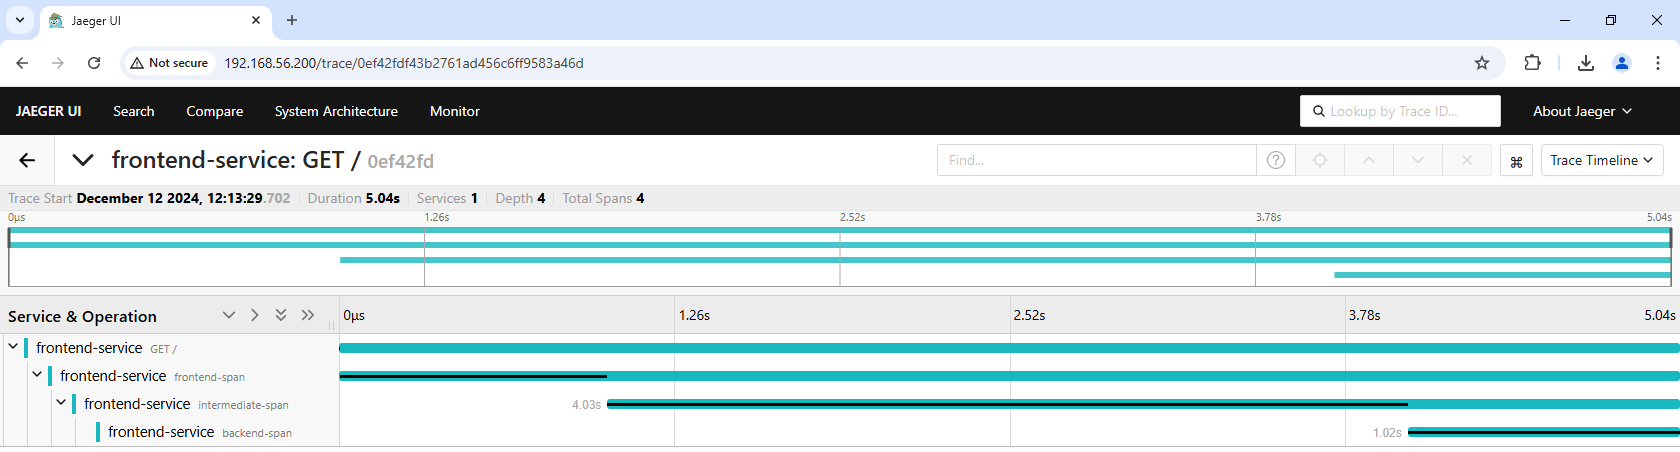 Jaeger UI
Not secure 192.168.56.200/trace/0ef42fdf43b2761ad456c6ff9583a46d
JAEGER UI Search Compare System Architecture Monitor Lookup by Trace ID... About Jaeger
frontend-service: GET / 0ef42fd Find... Trace Timeline
Trace Start December 12 2024, 12:13:29.702 Duration 5.04s Services 1 Depth 4 Total Spans 4
0μs 1.26s 2.52s 3.78s 5.04s
Service & Operation 0μs 1.26s 2.52s 3.78s 5.04s
frontend-service GET /
frontend-service frontend-span
frontend-service intermediate-span 4.03s
frontend-service backend-span 1.02s